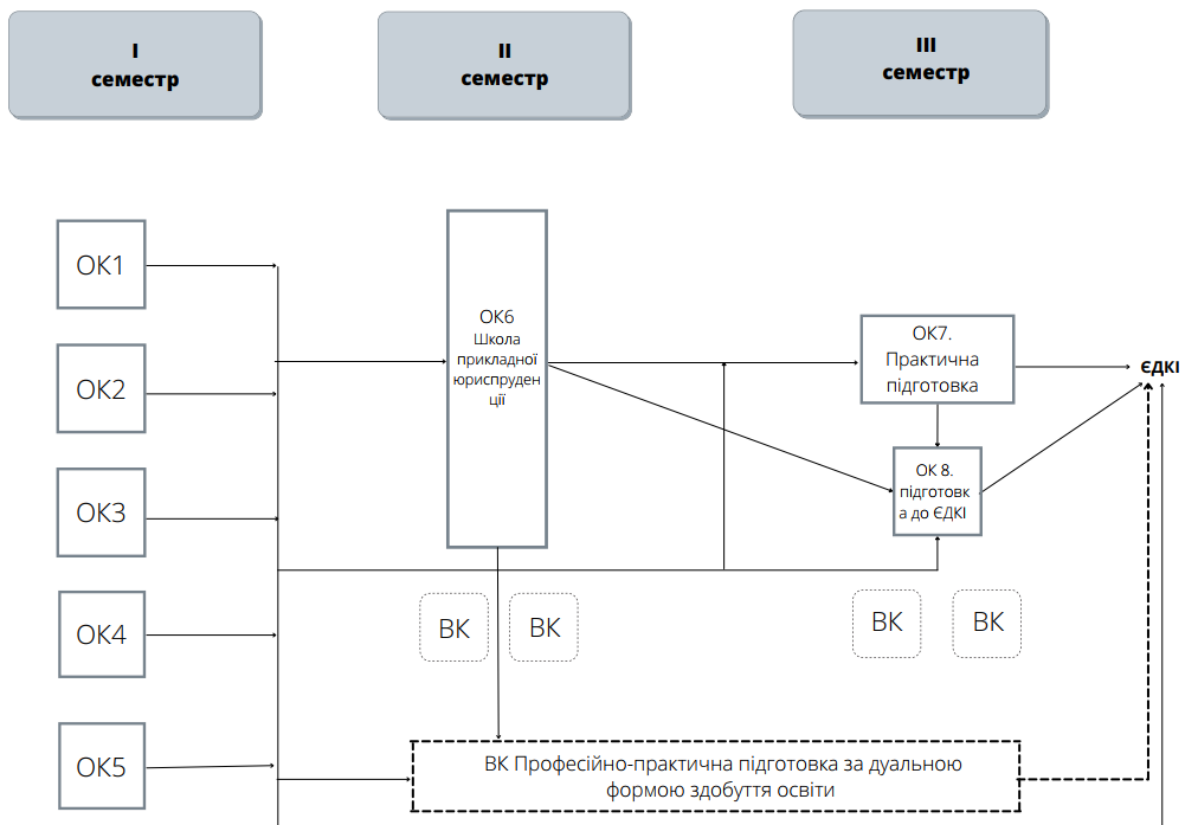 I
семестр
II
семестр
III
семестр
ОК1
ОК2
ОК3
ОК4
ОК5
ОК6
Школа
прикладної
юриспруден
ції
ОК7.
Практична
підготовка
ЄДКІ
ОК 8.
підготовк
а до ЄДКІ
ВК
ВК
ВК
ВК
ВК Професійно-практична підготовка за дуальною
формою здобуття освіти